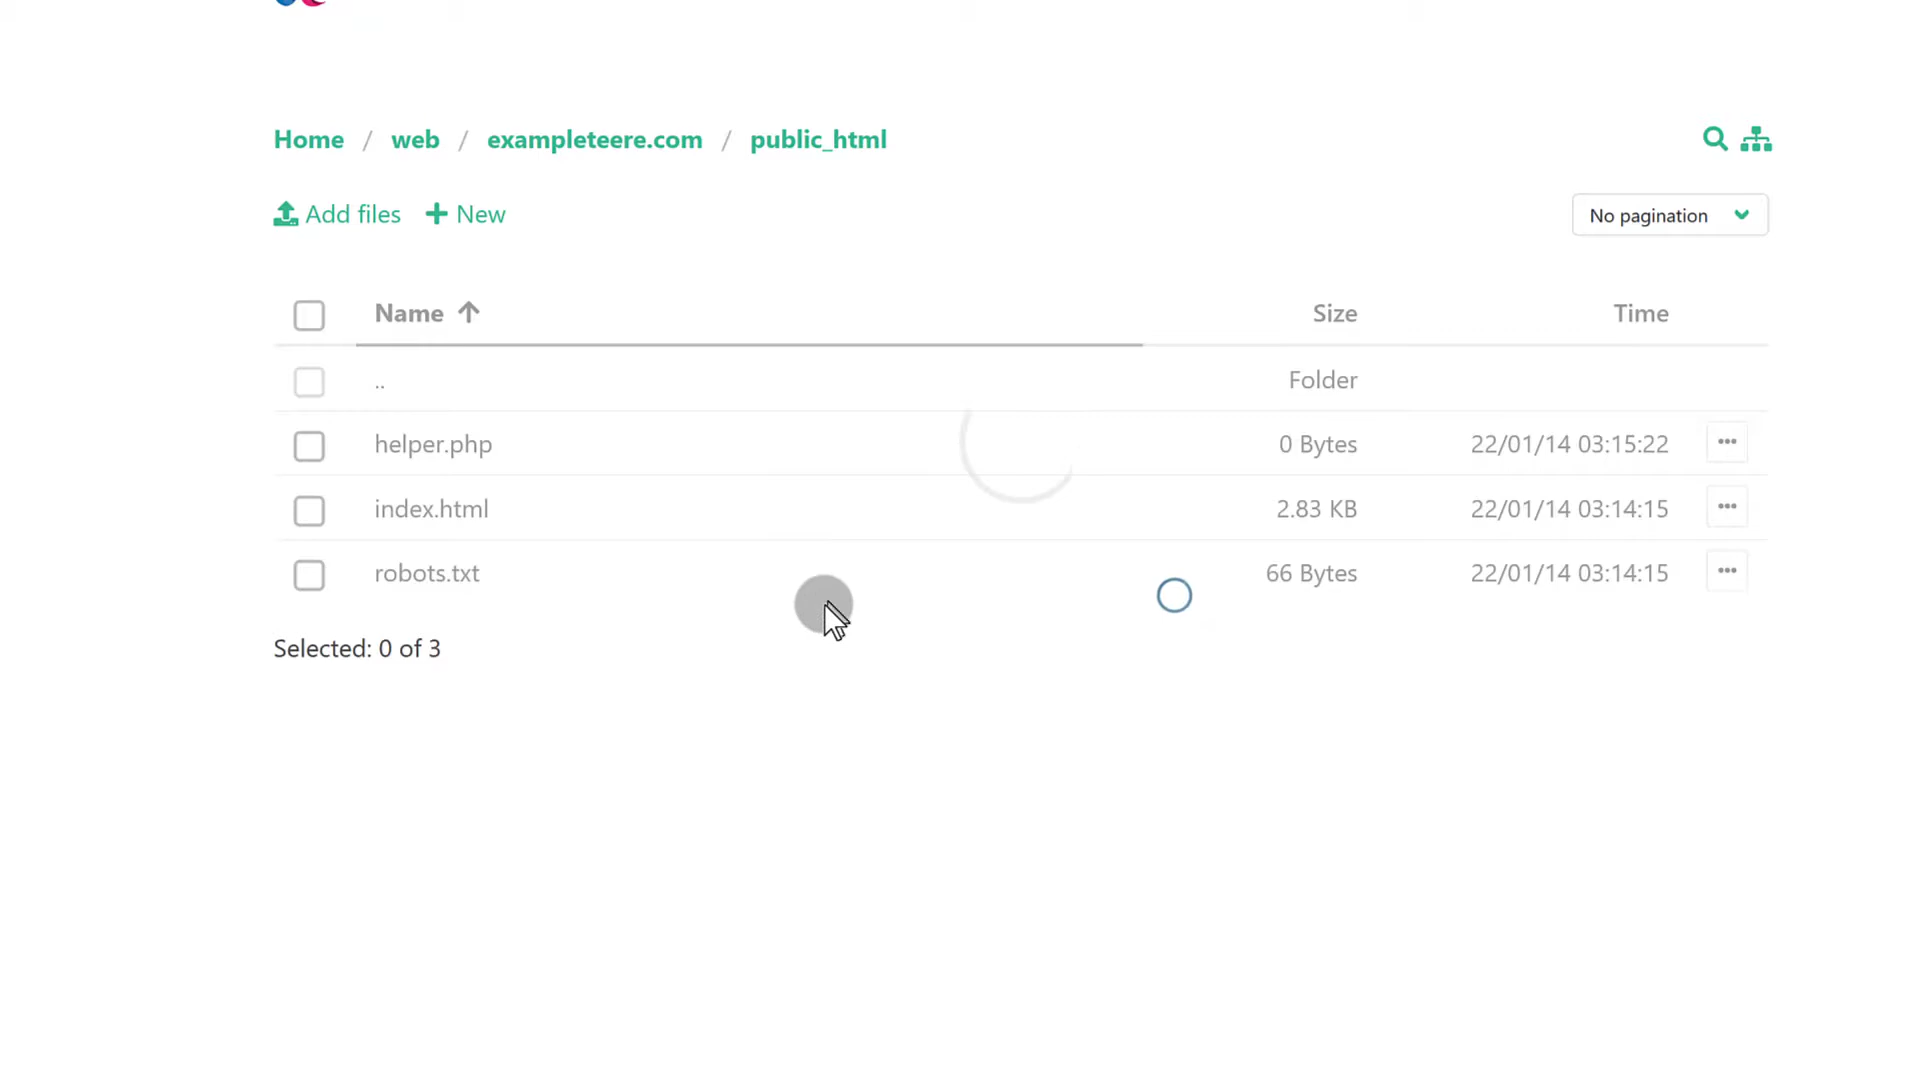 Home / web / exampleteere.com / public_html
Add files New
No pagination
Name Size Time
.. Folder
helper.php 0 Bytes 22/01/14 03:15:22
index.html 2.83 KB 22/01/14 03:14:15
robots.txt 66 Bytes 22/01/14 03:14:15
Selected: 0 of 3